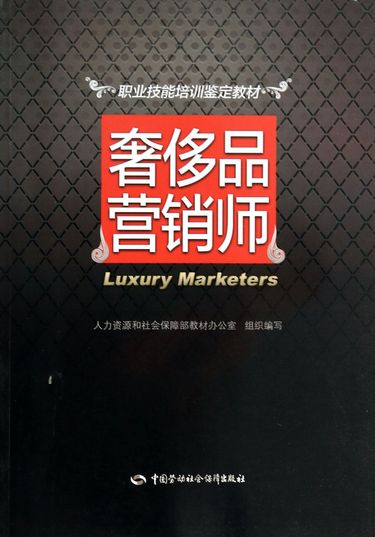 职业技能培训鉴定教材
奢侈品
营销师
Luxury Marketers
人力资源和社会保障部教材办公室 组织编写
中国劳动社会保障出版社